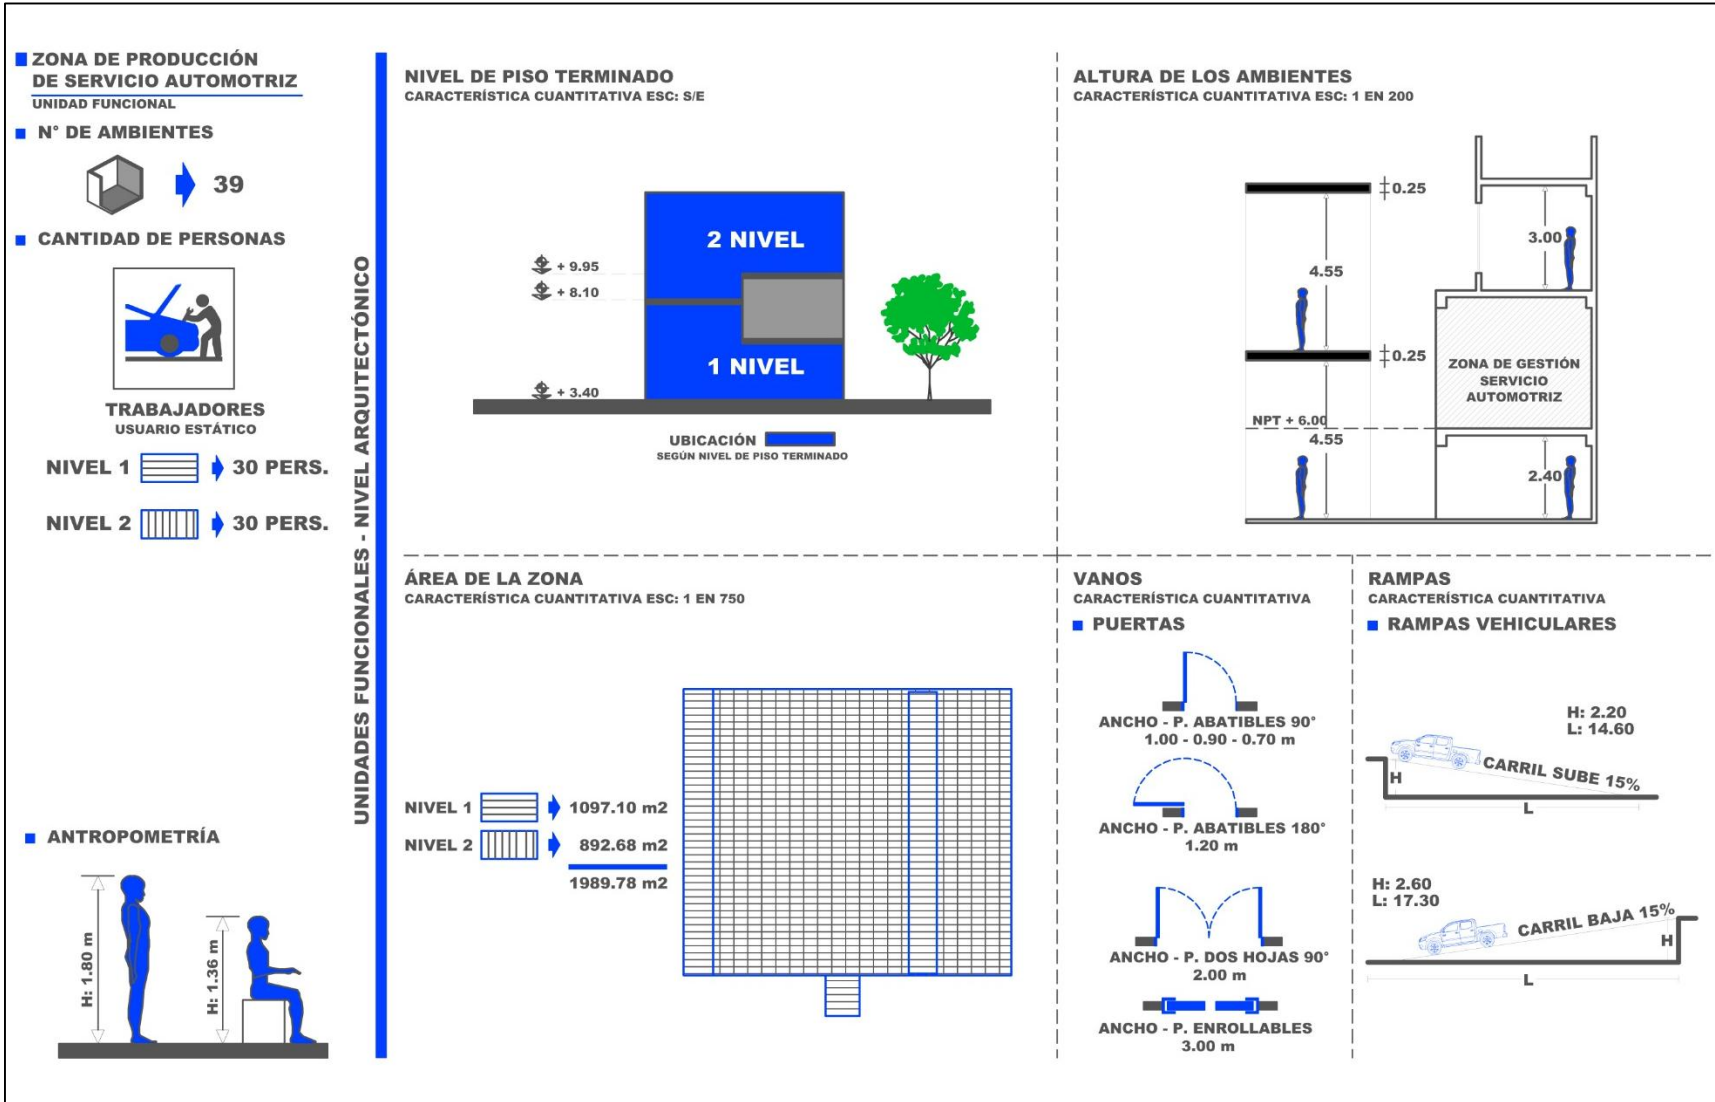 ZONA DE PRODUCCIÓN
DE SERVICIO AUTOMOTRIZ
UNIDAD FUNCIONAL
N° DE AMBIENTES
39
CANTIDAD DE PERSONAS
TRABAJADORES
USUARIO ESTÁTICO
NIVEL 1 30 PERS.
NIVEL 2 30 PERS.
ANTROPOMETRÍA
H: 1.80 m
H: 1.36 m
UNIDADES FUNCIONALES - NIVEL ARQUITECTÓNICO
NIVEL DE PISO TERMINADO
CARACTERÍSTICA CUANTITATIVA ESC: S/E
2 NIVEL
+ 9.95
+ 8.10
1 NIVEL
+ 3.40
UBICACIÓN
SEGÚN NIVEL DE PISO TERMINADO
ALTURA DE LOS AMBIENTES
CARACTERÍSTICA CUANTITATIVA ESC: 1 EN 200
0.25
3.00
4.55
0.25
ZONA DE GESTIÓN
SERVICIO
AUTOMOTRIZ
NPT + 6.00
4.55
2.40
ÁREA DE LA ZONA
CARACTERÍSTICA CUANTITATIVA ESC: 1 EN 750
NIVEL 1 1097.10 m2
NIVEL 2 892.68 m2
1989.78 m2
VANOS
CARACTERÍSTICA CUANTITATIVA
PUERTAS
ANCHO - P. ABATIBLES 90°
1.00 - 0.90 - 0.70 m
ANCHO - P. ABATIBLES 180°
1.20 m
ANCHO - P. DOS HOJAS 90°
2.00 m
ANCHO - P. ENROLLABLES
3.00 m
RAMPAS
CARACTERÍSTICA CUANTITATIVA
RAMPAS VEHICULARES
H: 2.20
L: 14.60
CARRIL SUBE 15%
H
L
H: 2.60
L: 17.30
CARRIL BAJA 15%
H
L